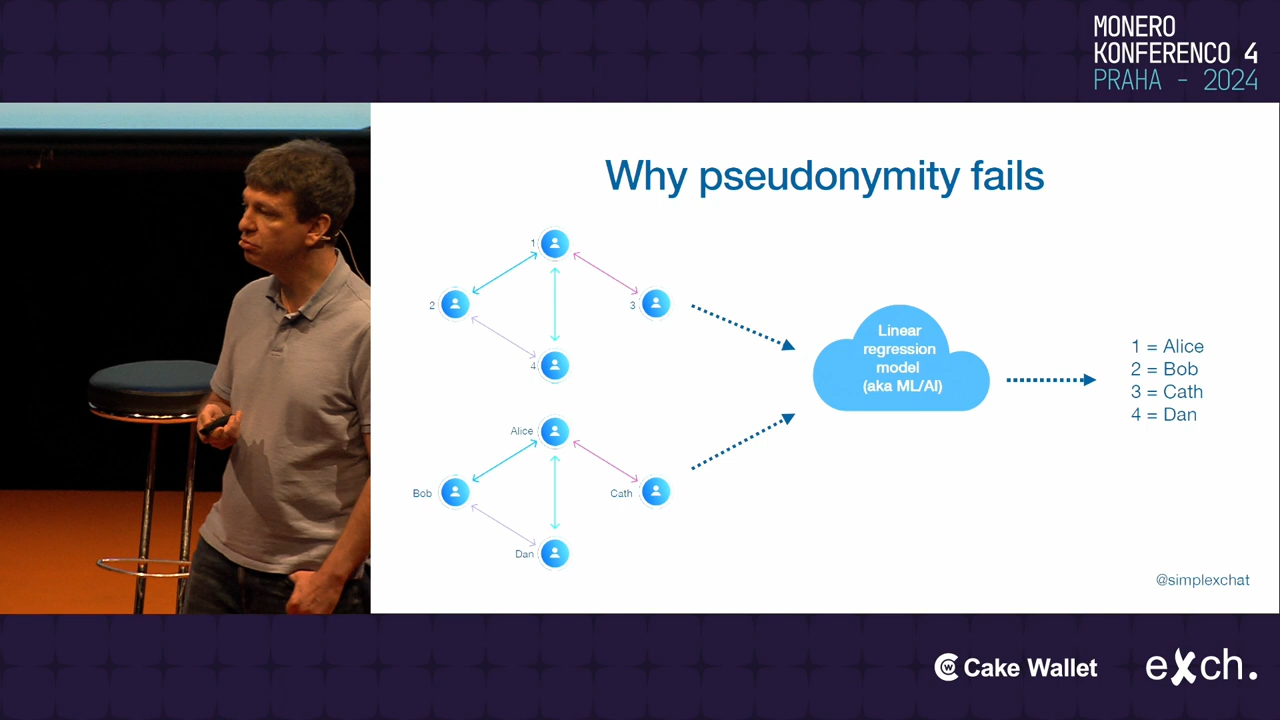 MONERO
KONFERENCO 4
PRAHA - 2024
Why pseudonymity fails
1
2
3
4
Alice
Bob
Cath
Dan
Linear
regression
model
(aka ML/AI)
1 = Alice
2 = Bob
3 = Cath
4 = Dan
@simplexchat
Cake Wallet
eXch.